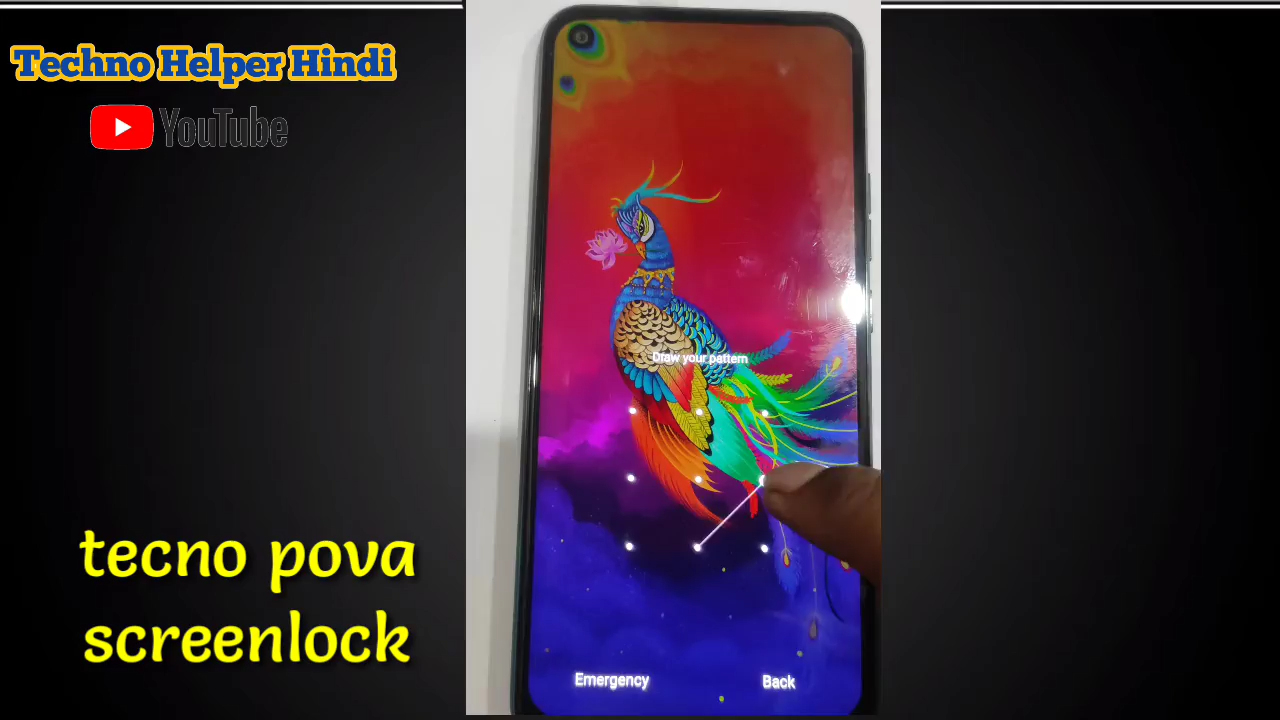 Techno Helper Hindi
YouTube
Draw your pattern
tecno pova
screenlock
Emergency
Back